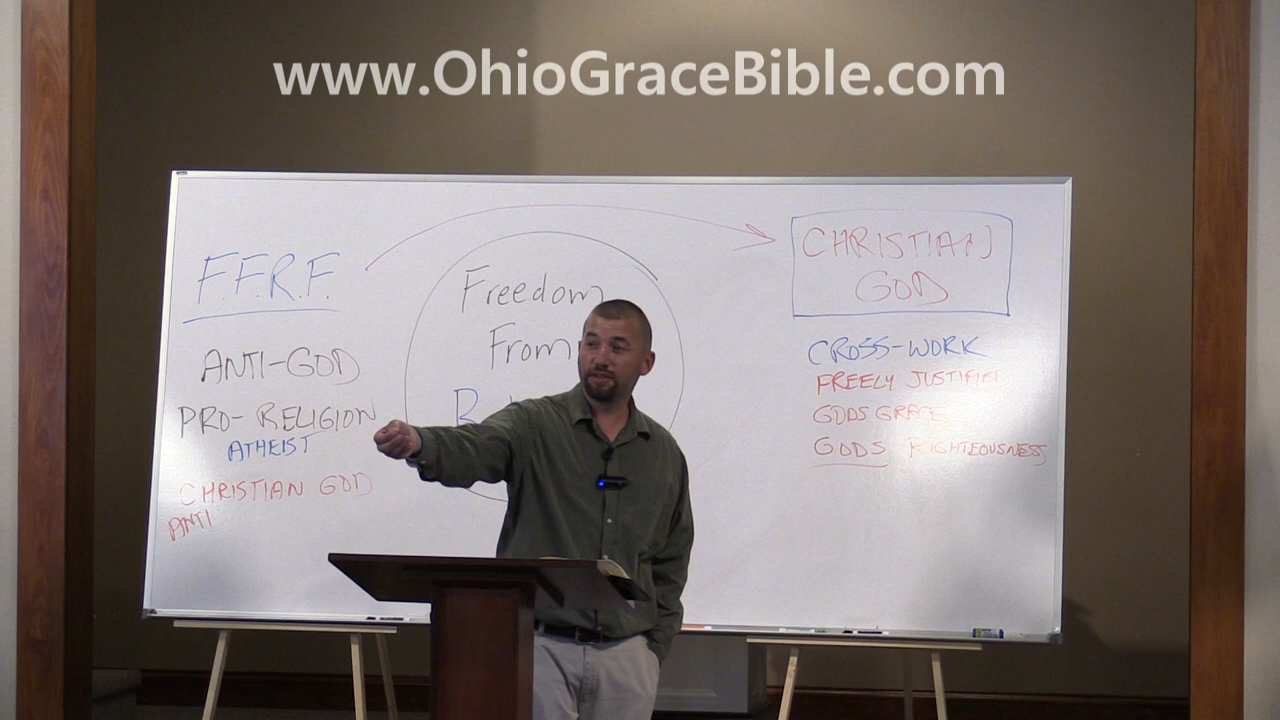 www.OhioGraceBible.com
F.F.R.F.
ANTI-GOD
PRO-RELIGION
ATHEIST
CHRISTIAN GOD
ANTI
Freedom
From
CHRISTIAN
GOD
CROSS-WORK
FREELY JUSTIFIED
GODS GRACE
GODS RIGHTEOUSNESS